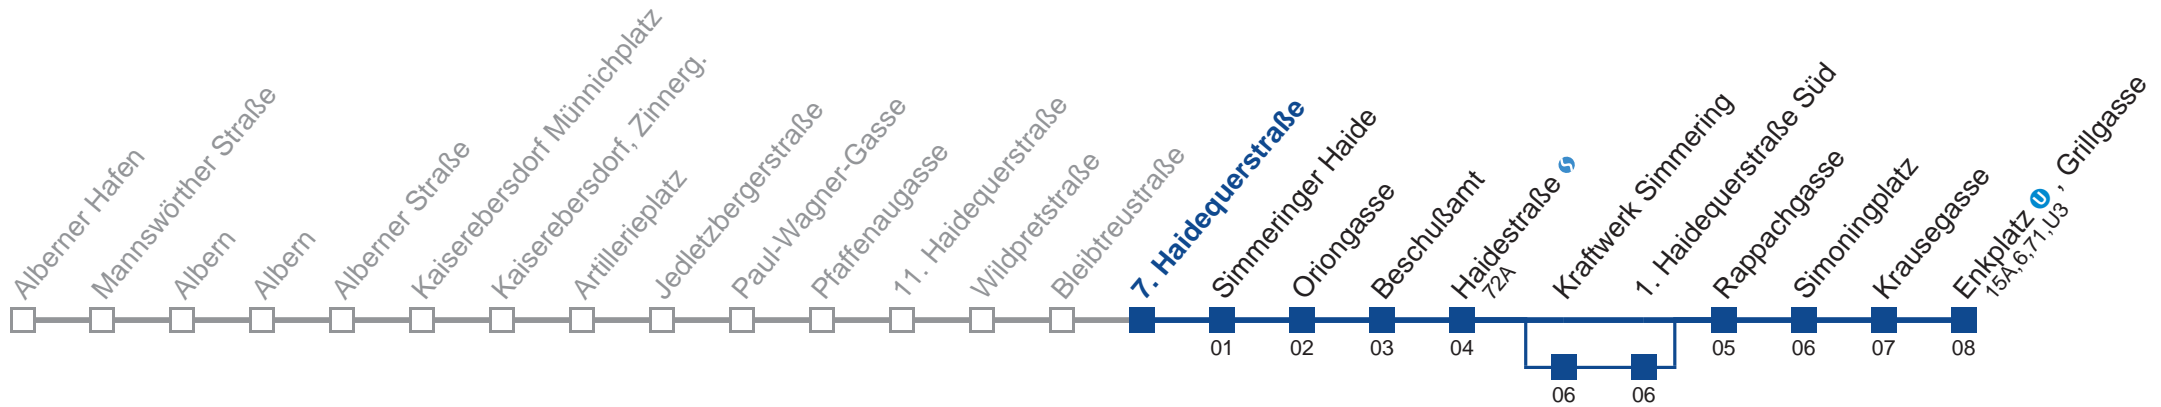 Alberner Hafen
Mannswörther Straße
Albern
Albern
Alberner Straße
Kaiserebersdorf Münnichplatz
Kaiserebersdorf, Zinnerg.
Artillerieplatz
Jedletzbergerstraße
Paul-Wagner-Gasse
Pfaffenaugasse
11. Haidequerstraße
Wildpretstraße
Bleibtreustraße
7. Haidequerstraße
Simmeringer Haide
Oriongasse
Beschußamt
Haidestraße S
72A
Kraftwerk Simmering
1. Haidequerstraße Süd
Rappachgasse
Simoningplatz
Krausegasse
Enkplatz U , Grillgasse
15A,6,71,U3
01
02
03
04
05
06
07
08
06
06